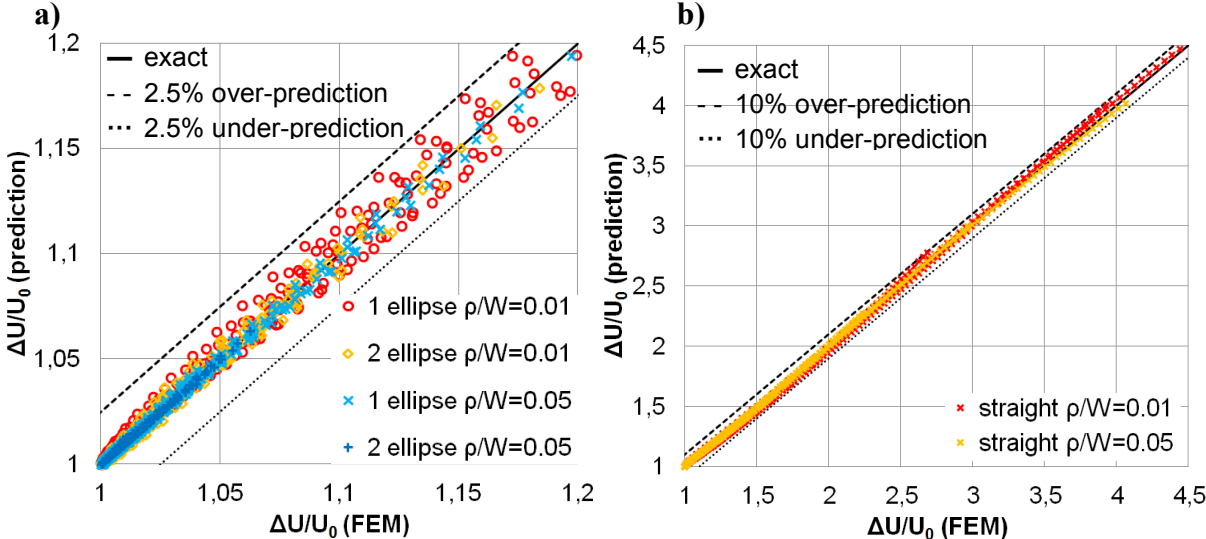 a)
1,2
1,15
1,1
1,05
1
ΔU/U₀ (prediction)
exact
2.5% over-prediction
2.5% under-prediction
1 ellipse ρ/W=0.01
2 ellipse ρ/W=0.01
1 ellipse ρ/W=0.05
2 ellipse ρ/W=0.05
1 1,05 1,1 1,15 1,2
ΔU/U₀ (FEM)
b)
4,5
4
3,5
3
2,5
2
1,5
1
ΔU/U₀ (prediction)
exact
10% over-prediction
10% under-prediction
straight ρ/W=0.01
straight ρ/W=0.05
1 1,5 2 2,5 3 3,5 4 4,5
ΔU/U₀ (FEM)